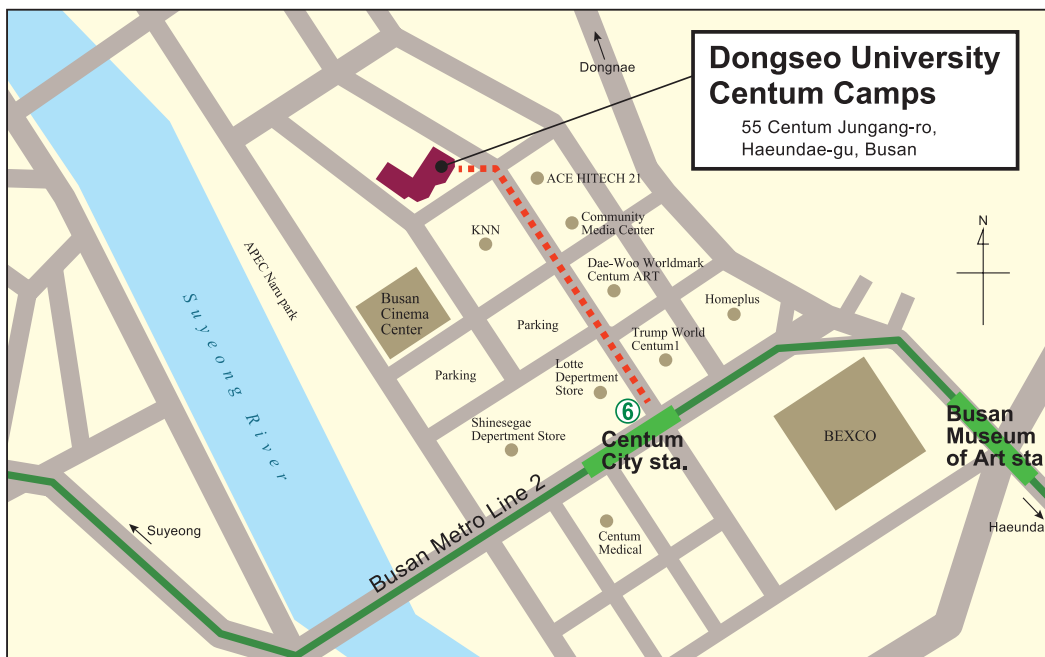 Dongseo University
Centum Camps
55 Centum Jungang-ro,
Haeundae-gu, Busan
Dongnae
ACE HITECH 21
Community
Media Center
KNN
Dae-Woo Worldmark
Centum ART
Homeplus
N
APEC Naru park
Suyeong River
Busan
Cinema
Center
Parking
Trump World
Centum1
Parking
Lotte
Depertment
Store
6
Shinesegae
Depertment Store
Centum
City sta.
BEXCO
Busan
Museum
of Art sta
Busan Metro Line 2
Suyeong
Centum
Medical
Haeunda